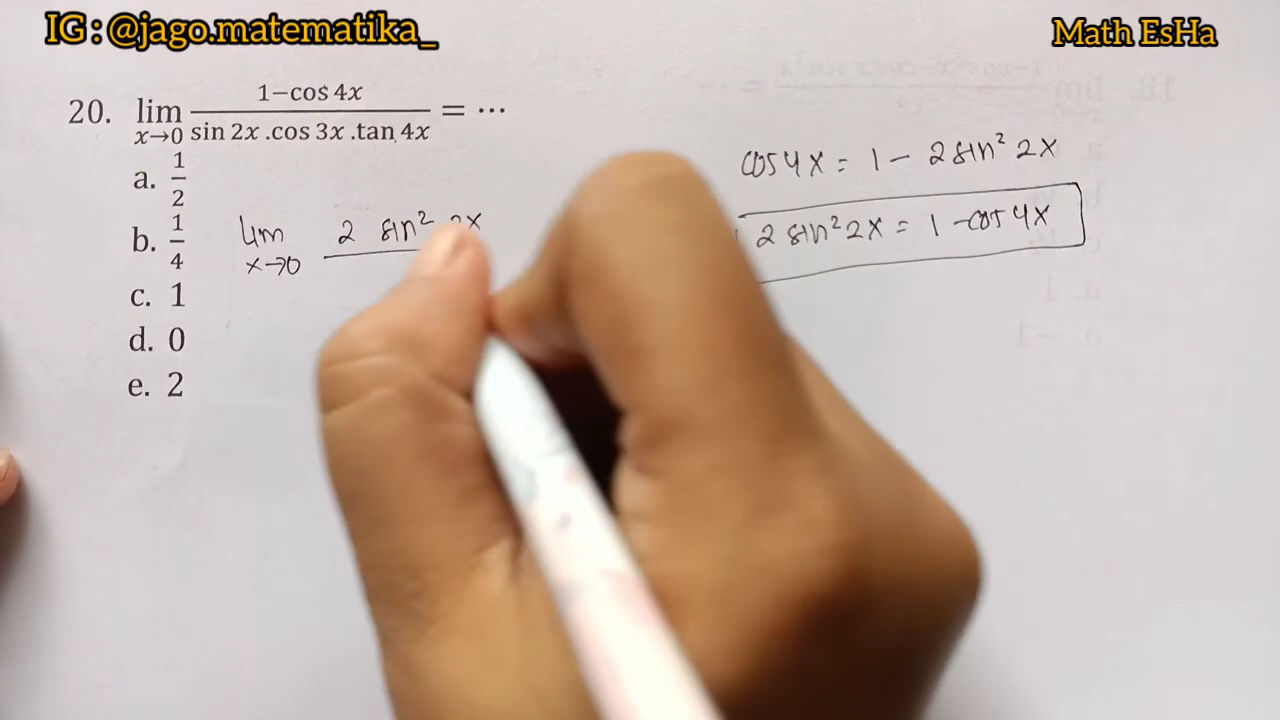 IG : @jago.matematika_
Math EsHa
20. lim x→0 1−cos 4x / sin 2x .cos 3x .tan 4x = ⋯
a. 1/2
b. 1/4
c. 1
d. 0
e. 2
cos 4x = 1 − 2 sin² 2x
2 sin² 2x = 1 − cos 4x
lim x→0 2 sin² 2x